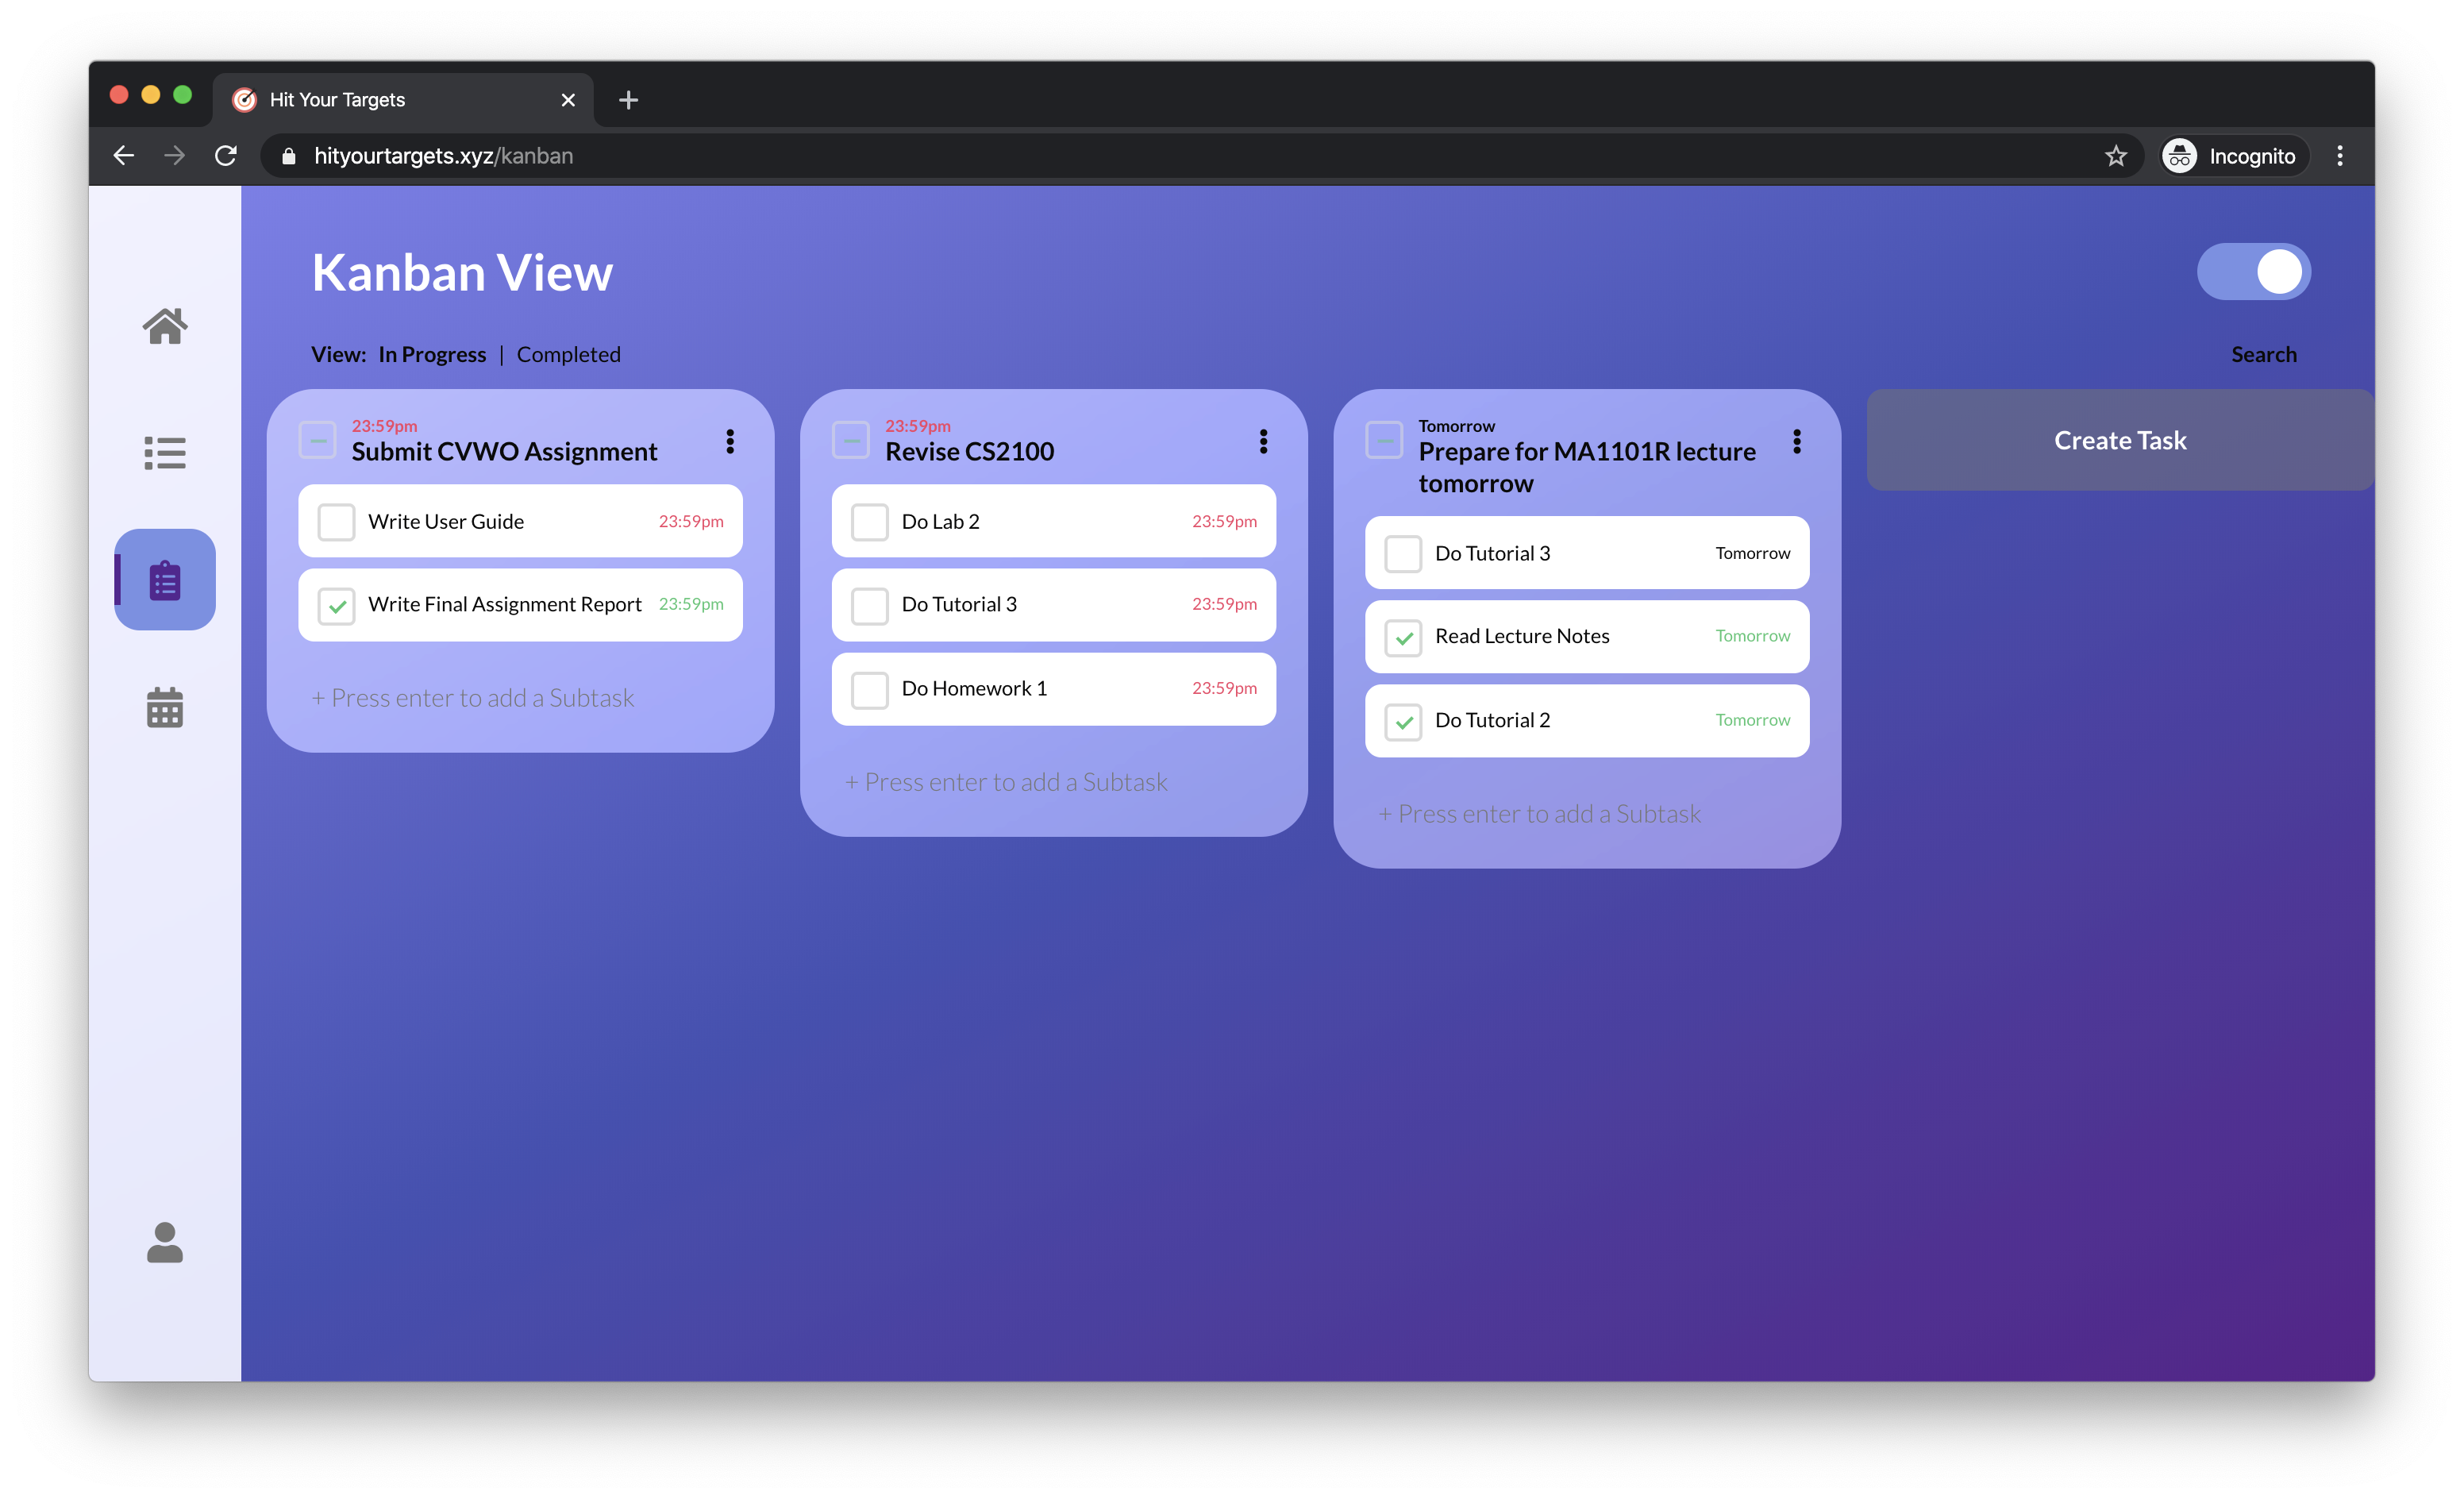 Hit Your Targets
hityourtargets.xyz/kanban
Incognito
Kanban View
View: In Progress | Completed
Search
23:59pm
Submit CVWO Assignment
Write User Guide 23:59pm
Write Final Assignment Report 23:59pm
+ Press enter to add a Subtask
23:59pm
Revise CS2100
Do Lab 2 23:59pm
Do Tutorial 3 23:59pm
Do Homework 1 23:59pm
+ Press enter to add a Subtask
Tomorrow
Prepare for MA1101R lecture
tomorrow
Do Tutorial 3 Tomorrow
Read Lecture Notes Tomorrow
Do Tutorial 2 Tomorrow
+ Press enter to add a Subtask
Create Task